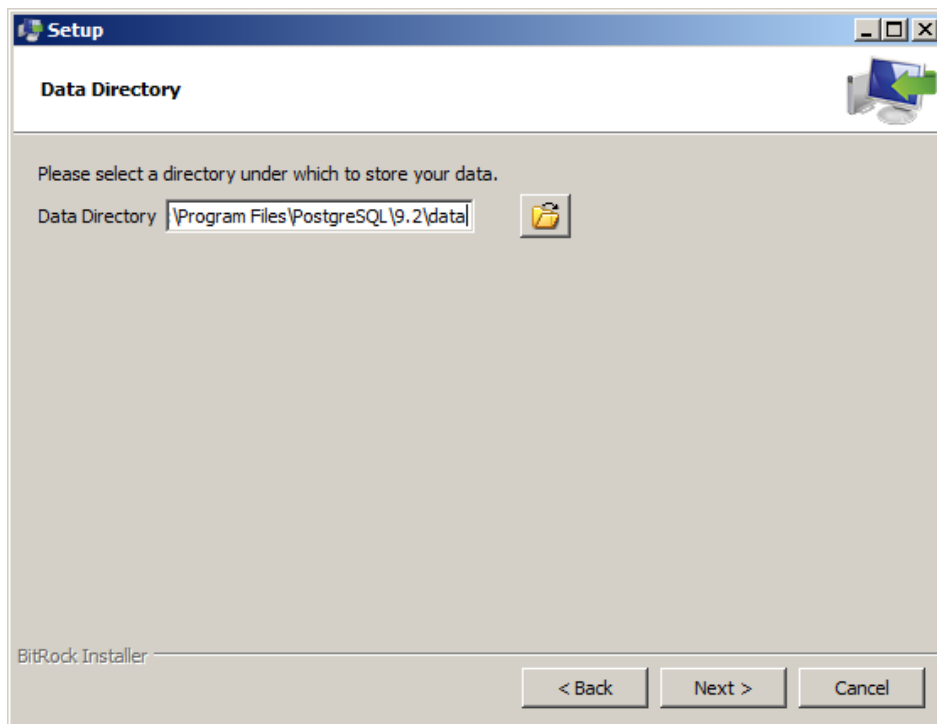 Setup
Data Directory
Please select a directory under which to store your data.
Data Directory :\Program Files\PostgreSQL\9.2\data
BitRock Installer
< Back Next > Cancel